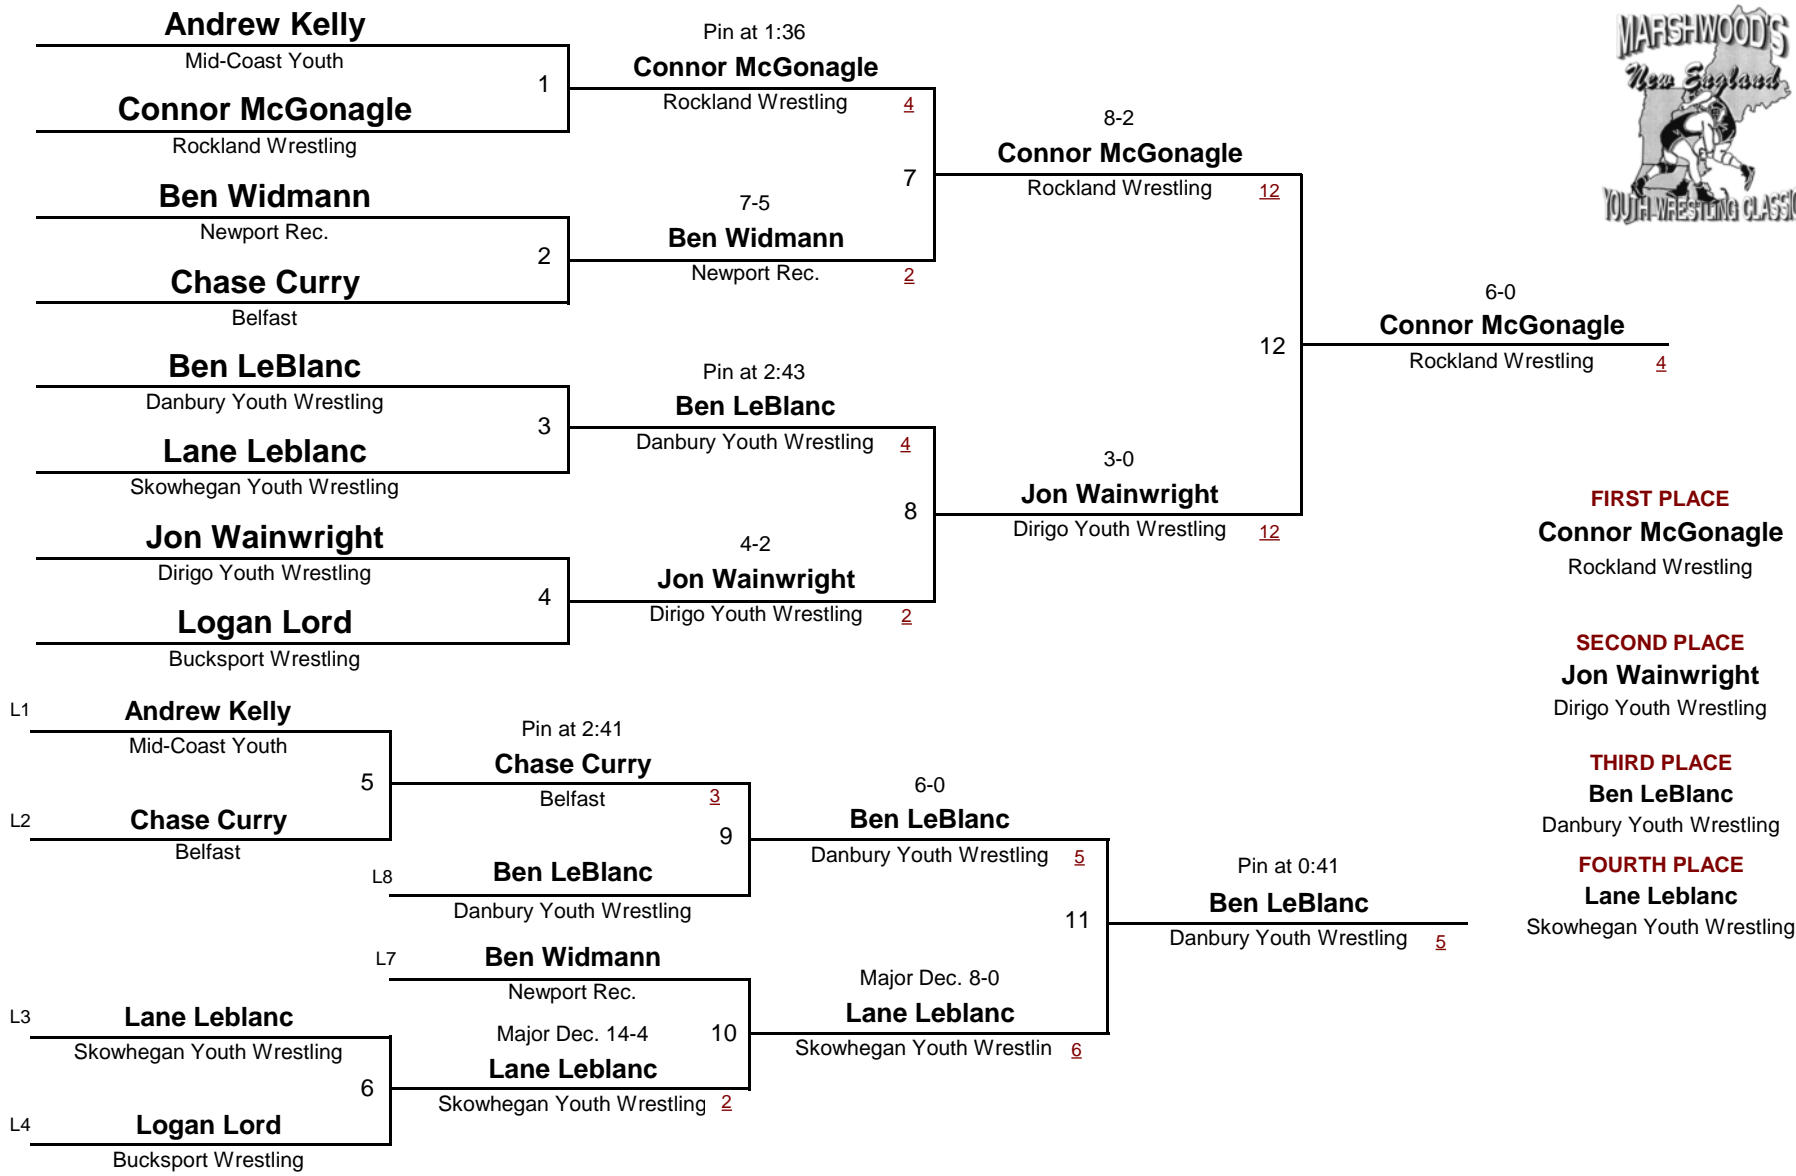 Andrew Kelly
Mid-Coast Youth
1
Connor McGonagle
Rockland Wrestling
Ben Widmann
Newport Rec.
2
Chase Curry
Belfast
Ben LeBlanc
Danbury Youth Wrestling
3
Lane Leblanc
Skowhegan Youth Wrestling
Jon Wainwright
Dirigo Youth Wrestling
4
Logan Lord
Bucksport Wrestling
Pin at 1:36
Connor McGonagle
Rockland Wrestling 4
7
7-5
Ben Widmann
Newport Rec. 2
Pin at 2:43
Ben LeBlanc
Danbury Youth Wrestling 4
8
4-2
Jon Wainwright
Dirigo Youth Wrestling 2
8-2
Connor McGonagle
Rockland Wrestling 12
12
3-0
Jon Wainwright
Dirigo Youth Wrestling 12
6-0
Connor McGonagle
Rockland Wrestling 4
MARSHWOOD'S
New England
YOUTH WRESTLING CLASSIC
FIRST PLACE
Connor McGonagle
Rockland Wrestling
SECOND PLACE
Jon Wainwright
Dirigo Youth Wrestling
THIRD PLACE
Ben LeBlanc
Danbury Youth Wrestling
FOURTH PLACE
Lane Leblanc
Skowhegan Youth Wrestling
L1 Andrew Kelly
Mid-Coast Youth
5
L2 Chase Curry
Belfast
L3 Lane Leblanc
Skowhegan Youth Wrestling
6
L4 Logan Lord
Bucksport Wrestling
Pin at 2:41
Chase Curry
Belfast 3
9
L8 Ben LeBlanc
Danbury Youth Wrestling
L7 Ben Widmann
Newport Rec.
10
Major Dec. 14-4
Lane Leblanc
Skowhegan Youth Wrestling 2
6-0
Ben LeBlanc
Danbury Youth Wrestling 5
11
Major Dec. 8-0
Lane Leblanc
Skowhegan Youth Wrestlin 6
Pin at 0:41
Ben LeBlanc
Danbury Youth Wrestling 5